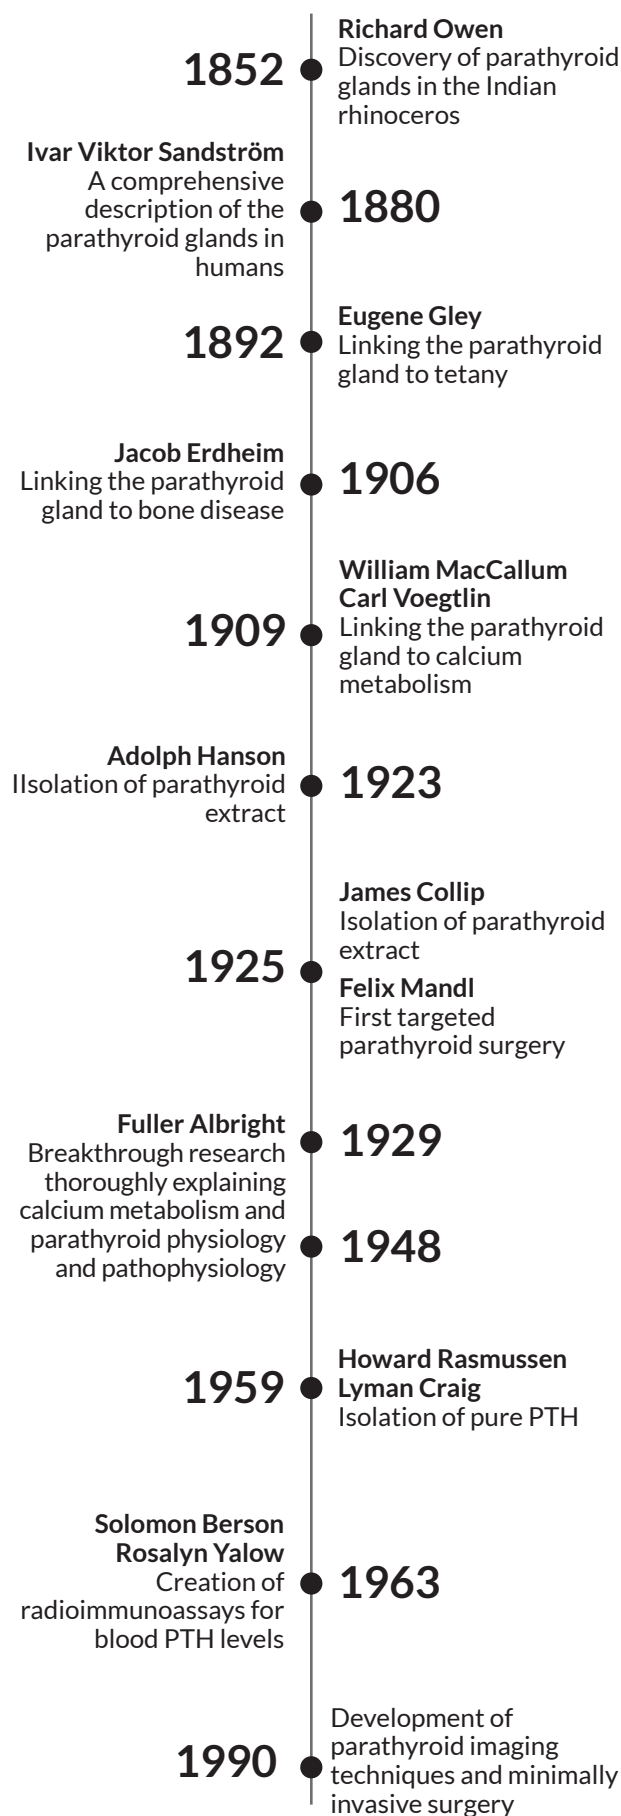 1852
Richard Owen
Discovery of parathyroid
glands in the Indian
rhinoceros
Ivar Viktor Sandström
A comprehensive
description of the
parathyroid glands in
humans
1880
1892
Eugene Gley
Linking the parathyroid
gland to tetany
Jacob Erdheim
Linking the parathyroid
gland to bone disease
1906
1909
William MacCallum
Carl Voegtlin
Linking the parathyroid
gland to calcium
metabolism
Adolph Hanson
IIsolation of parathyroid
extract
1923
1925
James Collip
Isolation of parathyroid
extract
Felix Mandl
First targeted
parathyroid surgery
Fuller Albright
Breakthrough research
thoroughly explaining
calcium metabolism and
parathyroid physiology
and pathophysiology
1929
1948
1959
Howard Rasmussen
Lyman Craig
Isolation of pure PTH
Solomon Berson
Rosalyn Yalow
Creation of
radioimmunoassays for
blood PTH levels
1963
1990
Development of
parathyroid imaging
techniques and minimally
invasive surgery